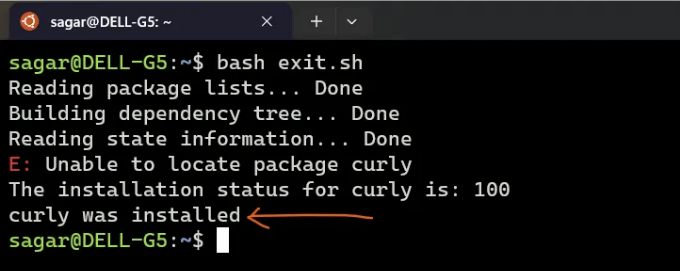 sagar@DELL-G5: ~
sagar@DELL-G5:~$ bash exit.sh
Reading package lists... Done
Building dependency tree... Done
Reading state information... Done
E: Unable to locate package curly
The installation status for curly is: 100
curly was installed
sagar@DELL-G5:~$